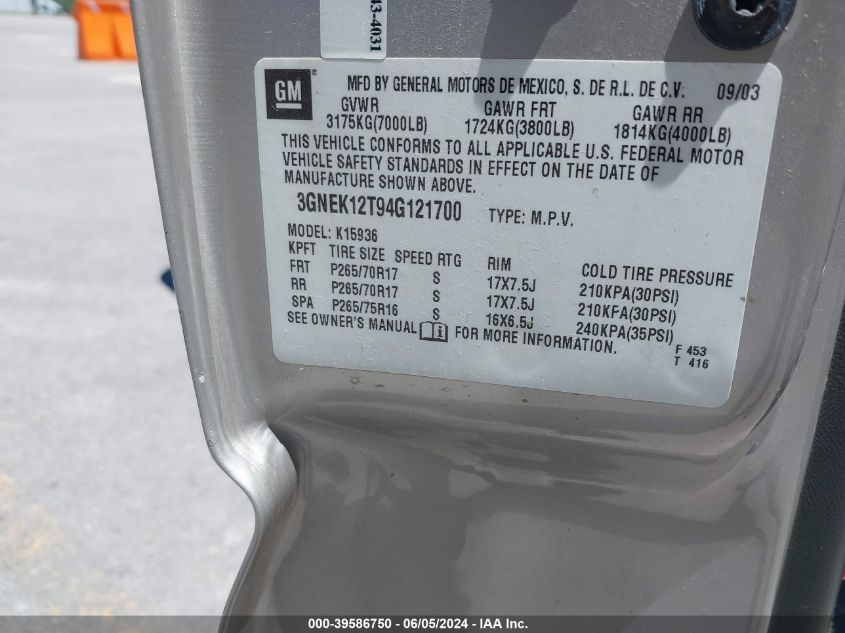 43-4031
GM
MFD BY GENERAL MOTORS DE MEXICO, S. DE R.L. DE C.V. 09/03
GVWR GAWR FRT GAWR RR
3175KG(7000LB) 1724KG(3800LB) 1814KG(4000LB)
THIS VEHICLE CONFORMS TO ALL APPLICABLE U.S. FEDERAL MOTOR
VEHICLE SAFETY STANDARDS IN EFFECT ON THE DATE OF
MANUFACTURE SHOWN ABOVE.
3GNEK12T94G121700 TYPE: M.P.V.
MODEL: K15936
KPFT TIRE SIZE SPEED RTG RIM COLD TIRE PRESSURE
FRT P265/70R17 S 17X7.5J 210KPA(30PSI)
RR P265/70R17 S 17X7.5J 210KPA(30PSI)
SPA P265/75R16 S 16X6.5J 240KPA(35PSI)
SEE OWNER'S MANUAL FOR MORE INFORMATION.
F 453
T 416
000-39586750 - 06/05/2024 - IAA Inc.